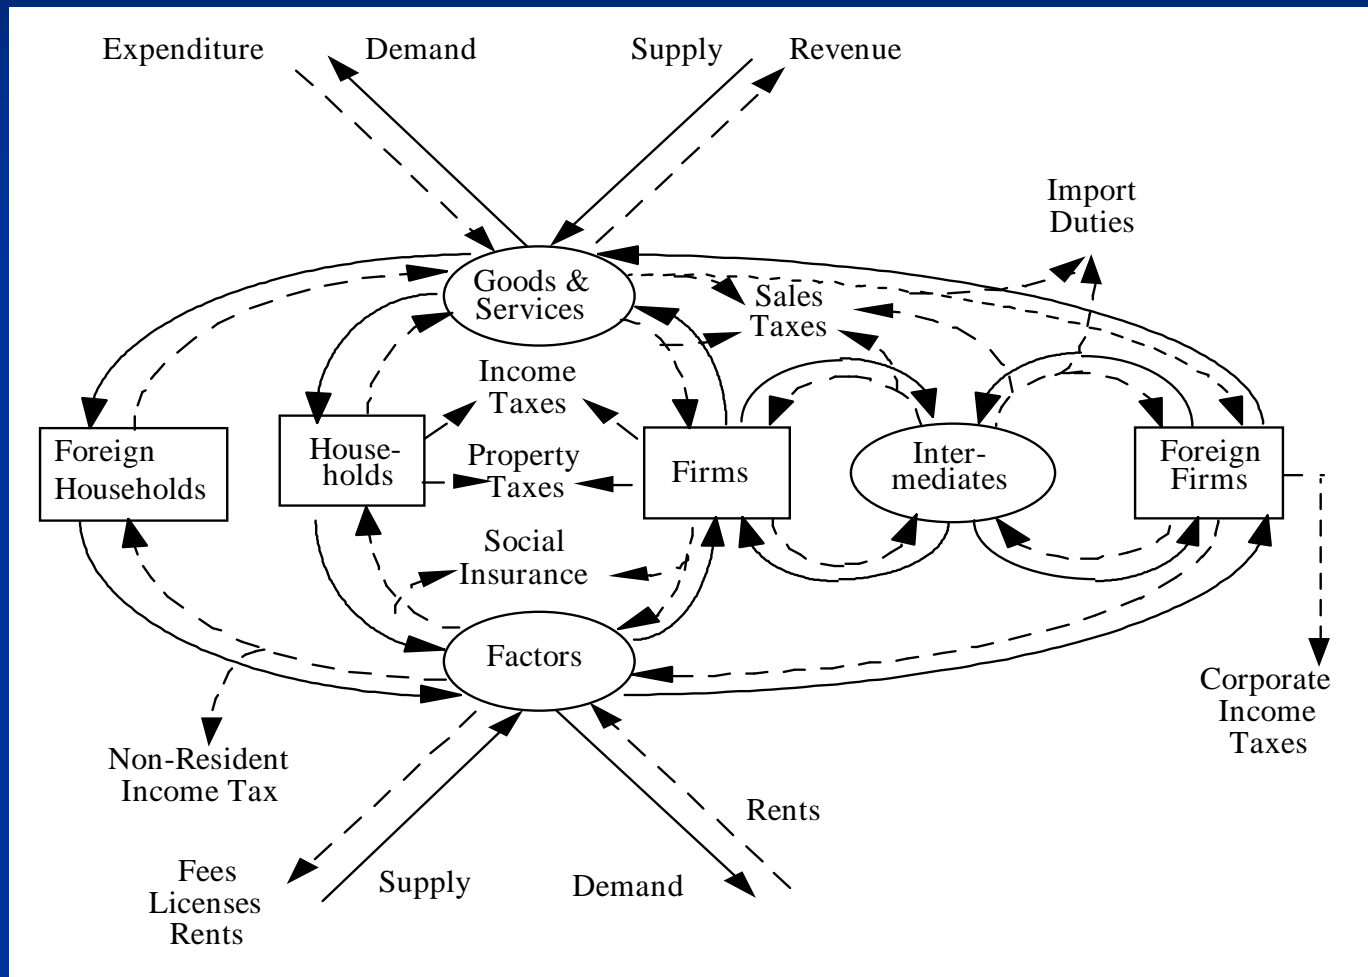 Expenditure
Demand
Supply
Revenue
Import
Duties
Goods &
Services
Sales
Taxes
Income
Taxes
Foreign
Households
House-
holds
Property
Taxes
Firms
Inter-
mediates
Foreign
Firms
Social
Insurance
Factors
Corporate
Income
Taxes
Non-Resident
Income Tax
Rents
Fees
Licenses
Rents
Supply
Demand